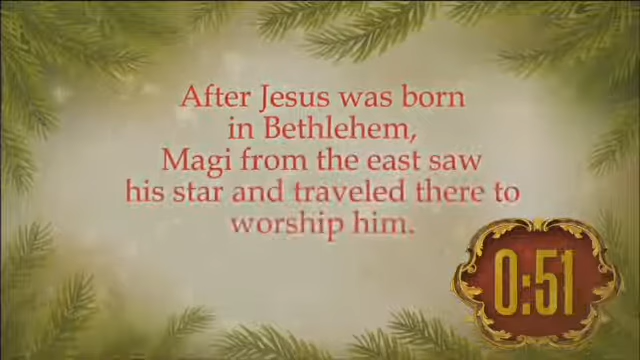 After Jesus was born
in Bethlehem,
Magi from the east saw
his star and traveled there to
worship him.
0:51